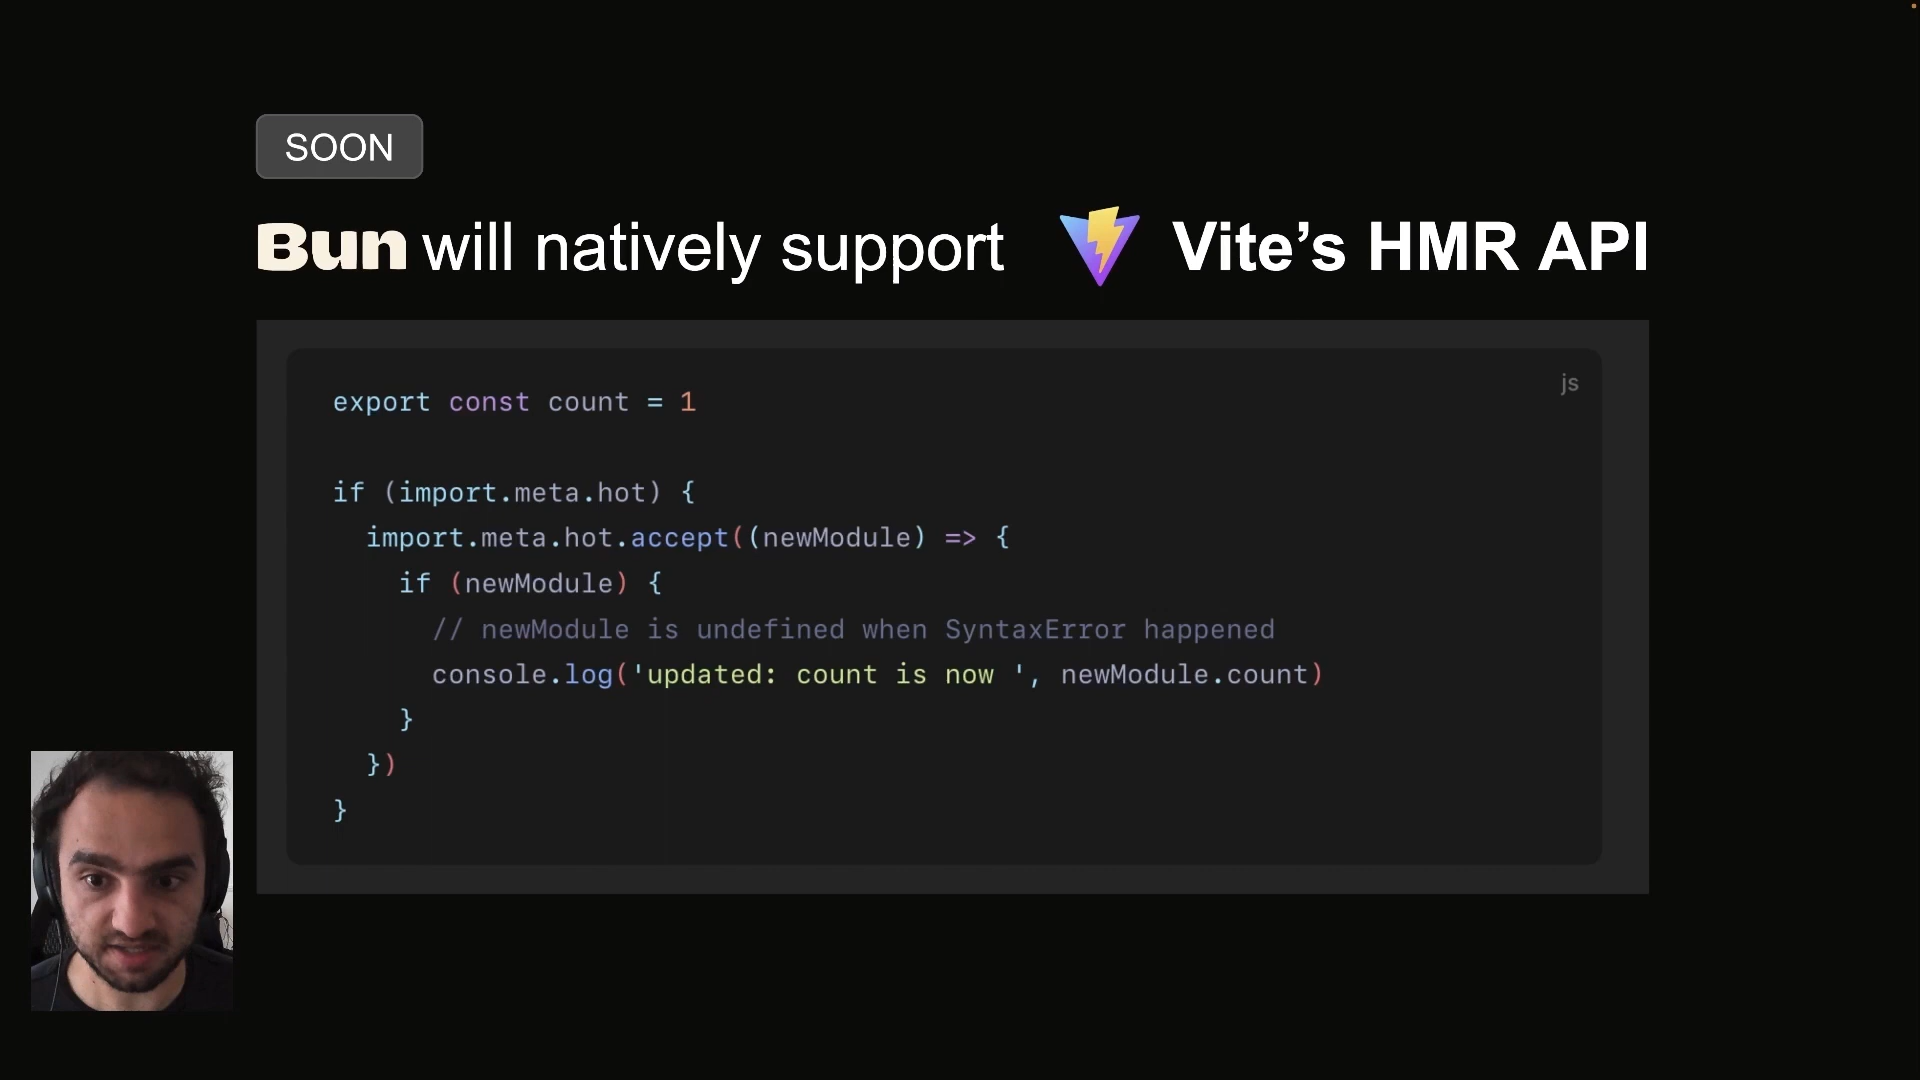 SOON
Bun will natively support Vite’s HMR API
js
export const count = 1
if (import.meta.hot) {
  import.meta.hot.accept((newModule) => {
    if (newModule) {
      // newModule is undefined when SyntaxError happened
      console.log('updated: count is now ', newModule.count)
    }
  })
}